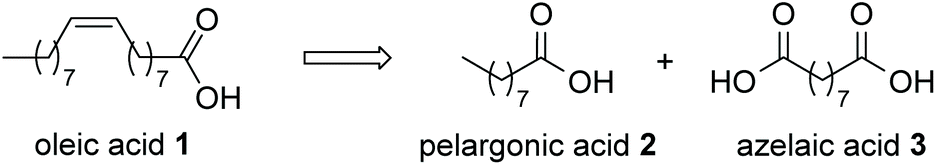 O
7
7
OH
oleic acid 1
O
7
OH
pelargonic acid 2
+
O
O
HO
7
OH
azelaic acid 3